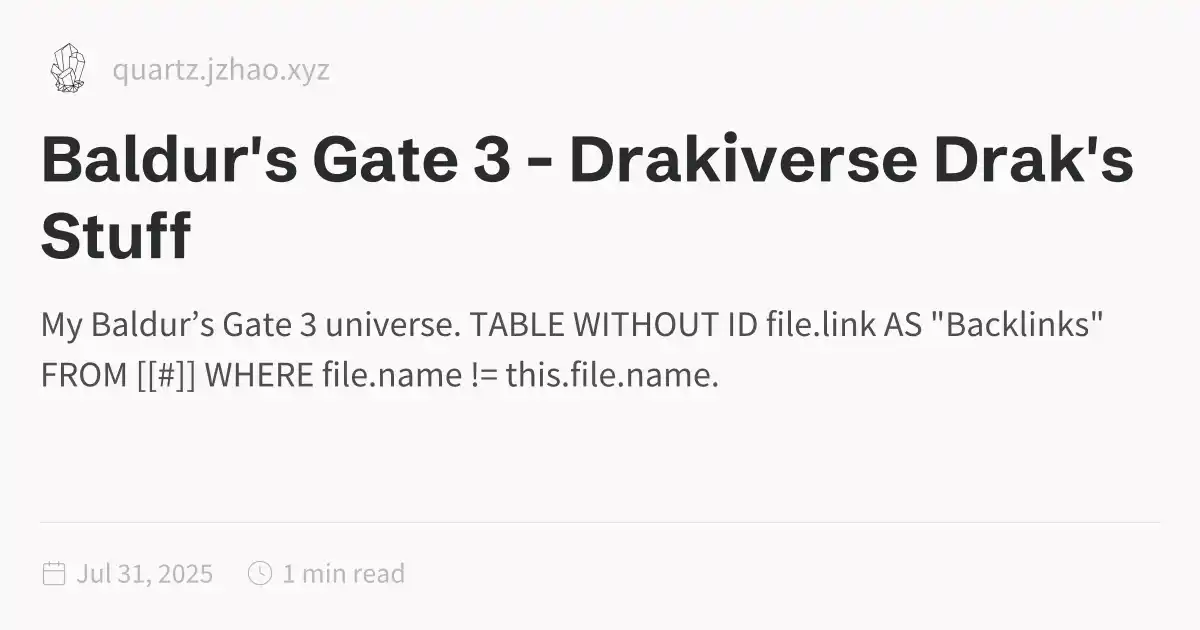 quartz.jzhao.xyz
Baldur's Gate 3 - Drakiverse Drak's
Stuff
My Baldur’s Gate 3 universe. TABLE WITHOUT ID file.link AS "Backlinks"
FROM [[#]] WHERE file.name != this.file.name.
Jul 31, 2025 1 min read